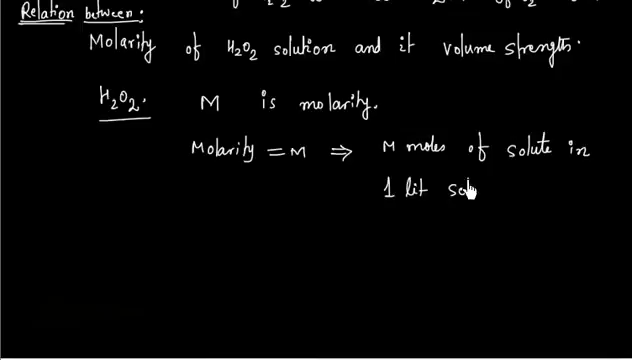 Relation between:
Molarity of H2O2 solution and it volume strength.
H2O2. M is molarity.
Molarity = M ⇒ M moles of solute in
1 lit so